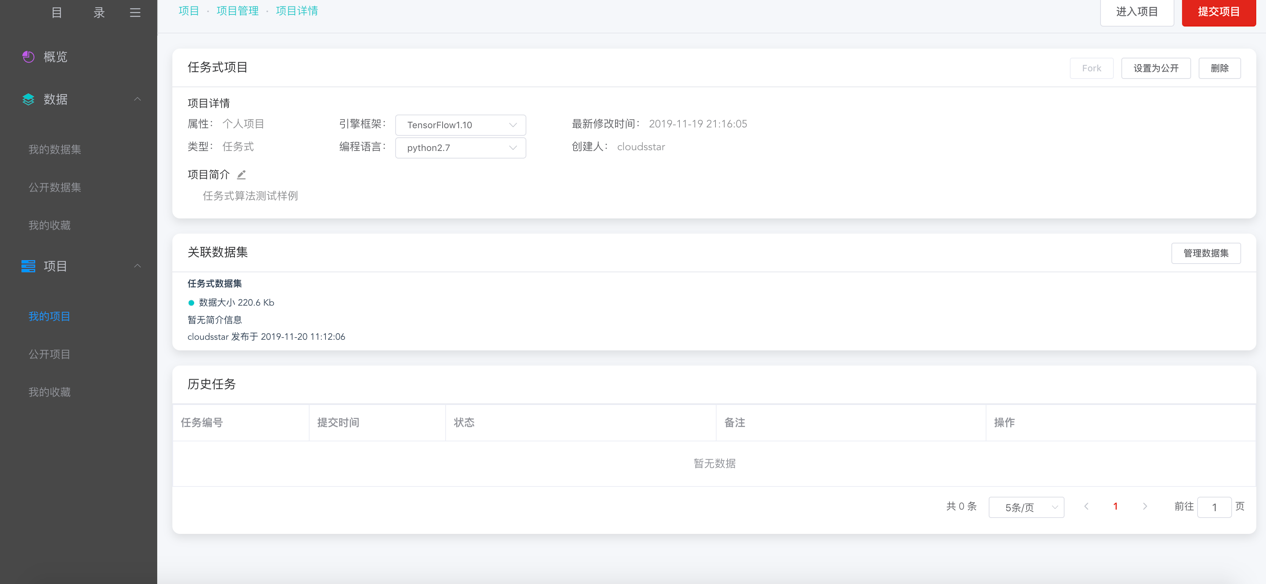 目 录
项目 · 项目管理 · 项目详情
进入项目
提交项目
概览
数据
我的数据集
公开数据集
我的收藏
项目
我的项目
公开项目
我的收藏
任务式项目
Fork
设置为公开
删除
项目详情
属性： 个人项目 引擎框架： TensorFlow1.10 最新修改时间： 2019-11-19 21:16:05
类型： 任务式 编程语言： python2.7 创建人： cloudsstar
项目简介
任务式算法测试样例
关联数据集
管理数据集
任务式数据集
数据大小 220.6 Kb
暂无简介信息
cloudsstar 发布于 2019-11-20 11:12:06
历史任务
任务编号 提交时间 状态 备注 操作
暂无数据
共 0 条 5条/页 1 前往 1 页